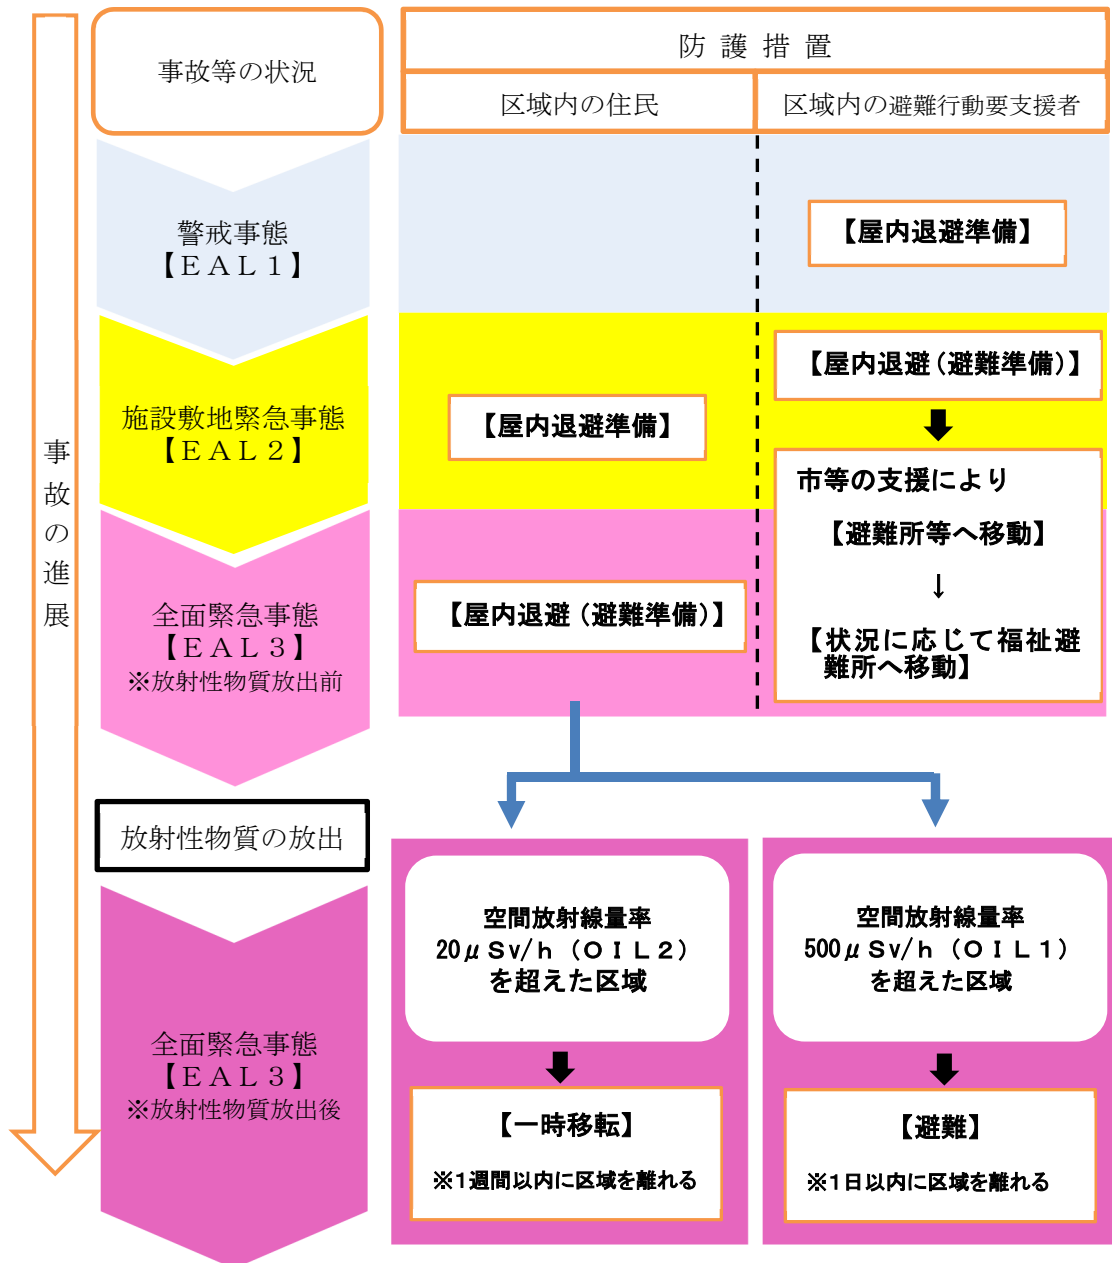 事故の進展
事故等の状況
防護措置
区域内の住民
区域内の避難行動要支援者
警戒事態
【ＥＡＬ１】
【屋内退避準備】
施設敷地緊急事態
【ＥＡＬ２】
【屋内退避準備】
【屋内退避（避難準備）】
市等の支援により
【避難所等へ移動】
↓
【状況に応じて福祉避
難所へ移動】
全面緊急事態
【ＥＡＬ３】
※放射性物質放出前
【屋内退避（避難準備）】
放射性物質の放出
全面緊急事態
【ＥＡＬ３】
※放射性物質放出後
空間放射線量率
20μSv/h（ＯＩＬ２）
を超えた区域
【一時移転】
※1週間以内に区域を離れる
空間放射線量率
500μSv/h（ＯＩＬ１）
を超えた区域
【避難】
※1日以内に区域を離れる